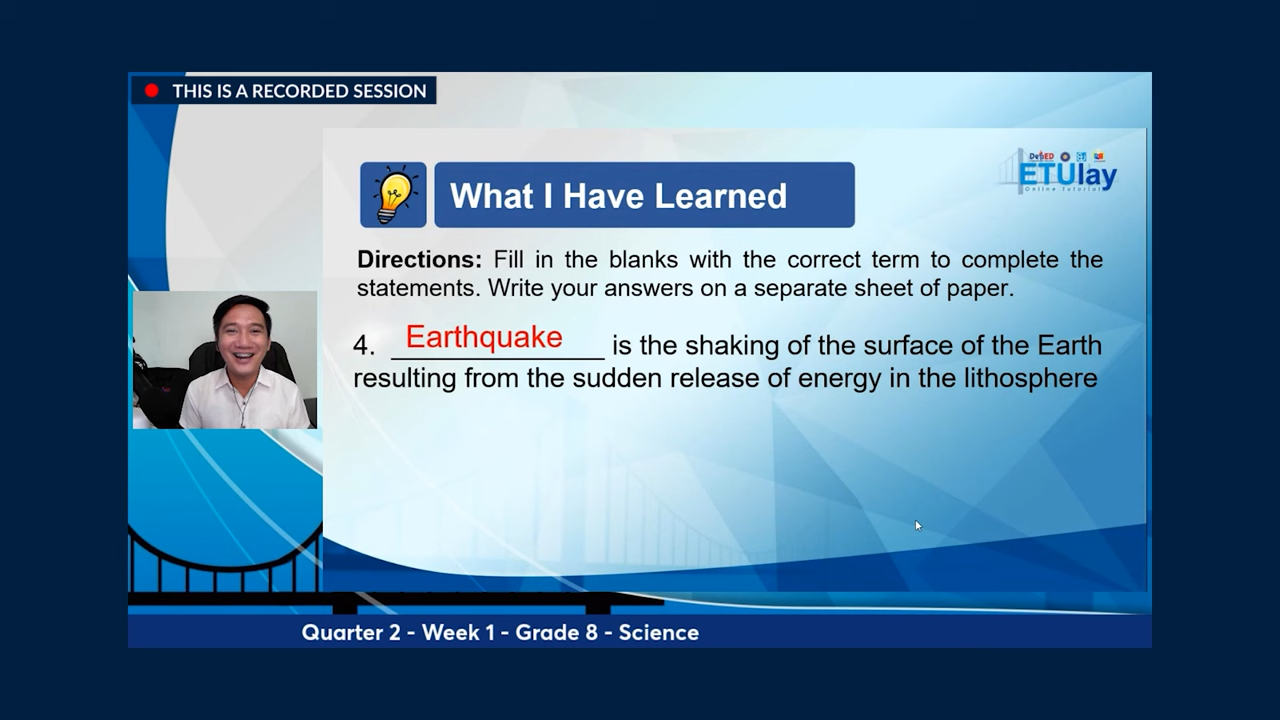 THIS IS A RECORDED SESSION
DepED
ETUlay
Online Tutorial
What I Have Learned
Directions: Fill in the blanks with the correct term to complete the
statements. Write your answers on a separate sheet of paper.
4. Earthquake is the shaking of the surface of the Earth
resulting from the sudden release of energy in the lithosphere
Quarter 2 - Week 1 - Grade 8 - Science